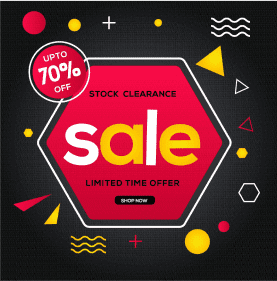 UPTO
70%
OFF
STOCK CLEARANCE
sale
LIMITED TIME OFFER
SHOP NOW